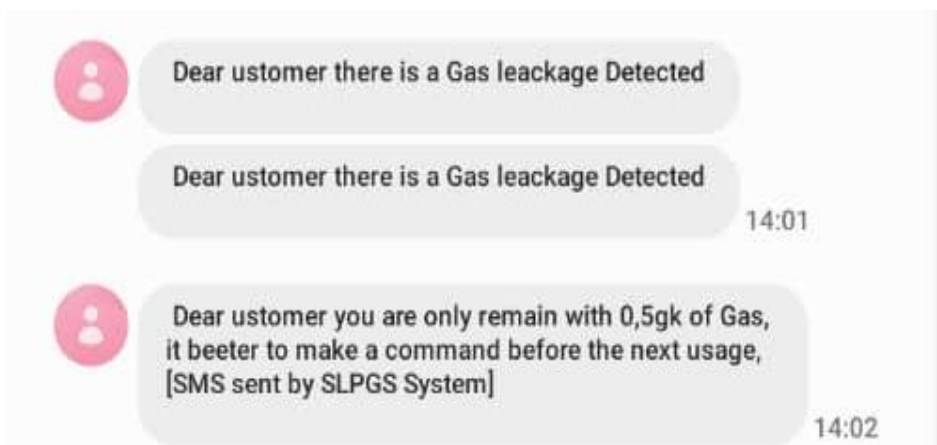 Dear ustomer there is a Gas leackage Detected
Dear ustomer there is a Gas leackage Detected
14:01
Dear ustomer you are only remain with 0,5gk of Gas,
it beeter to make a command before the next usage,
[SMS sent by SLPGS System]
14:02